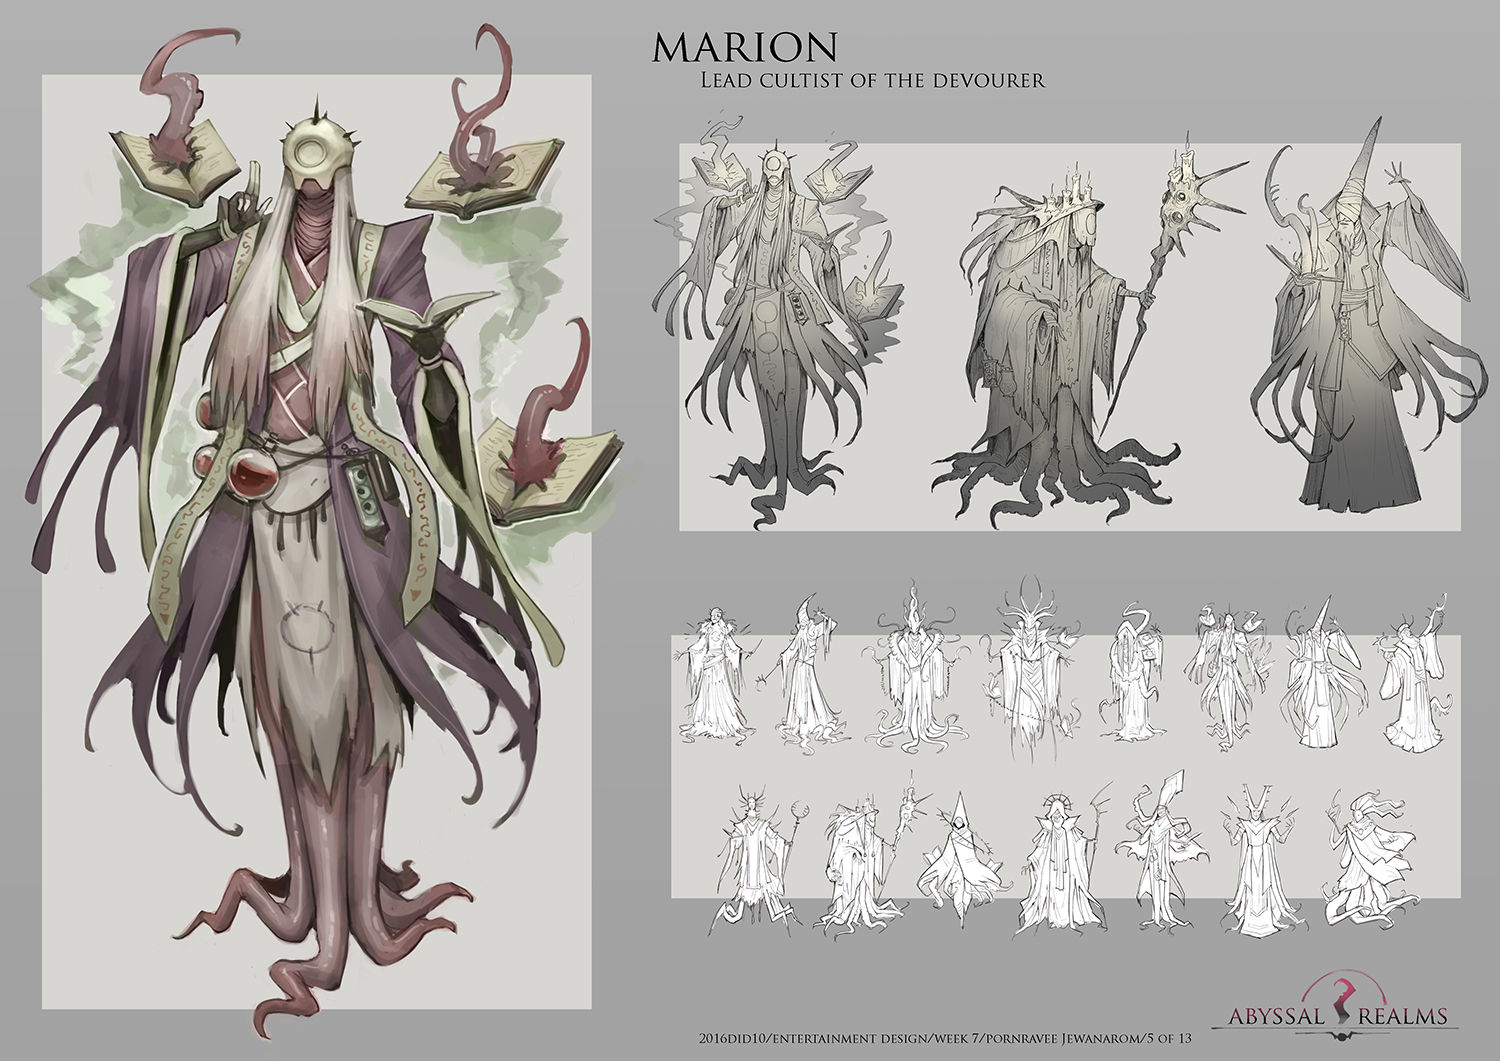 MARION
LEAD CULTIST OF THE DEVOURER
2016DID10/ENTERTAINMENT DESIGN/WEEK 7/PORNRAVEE JEWANAROM/5 OF 13
ABYSSAL REALMS